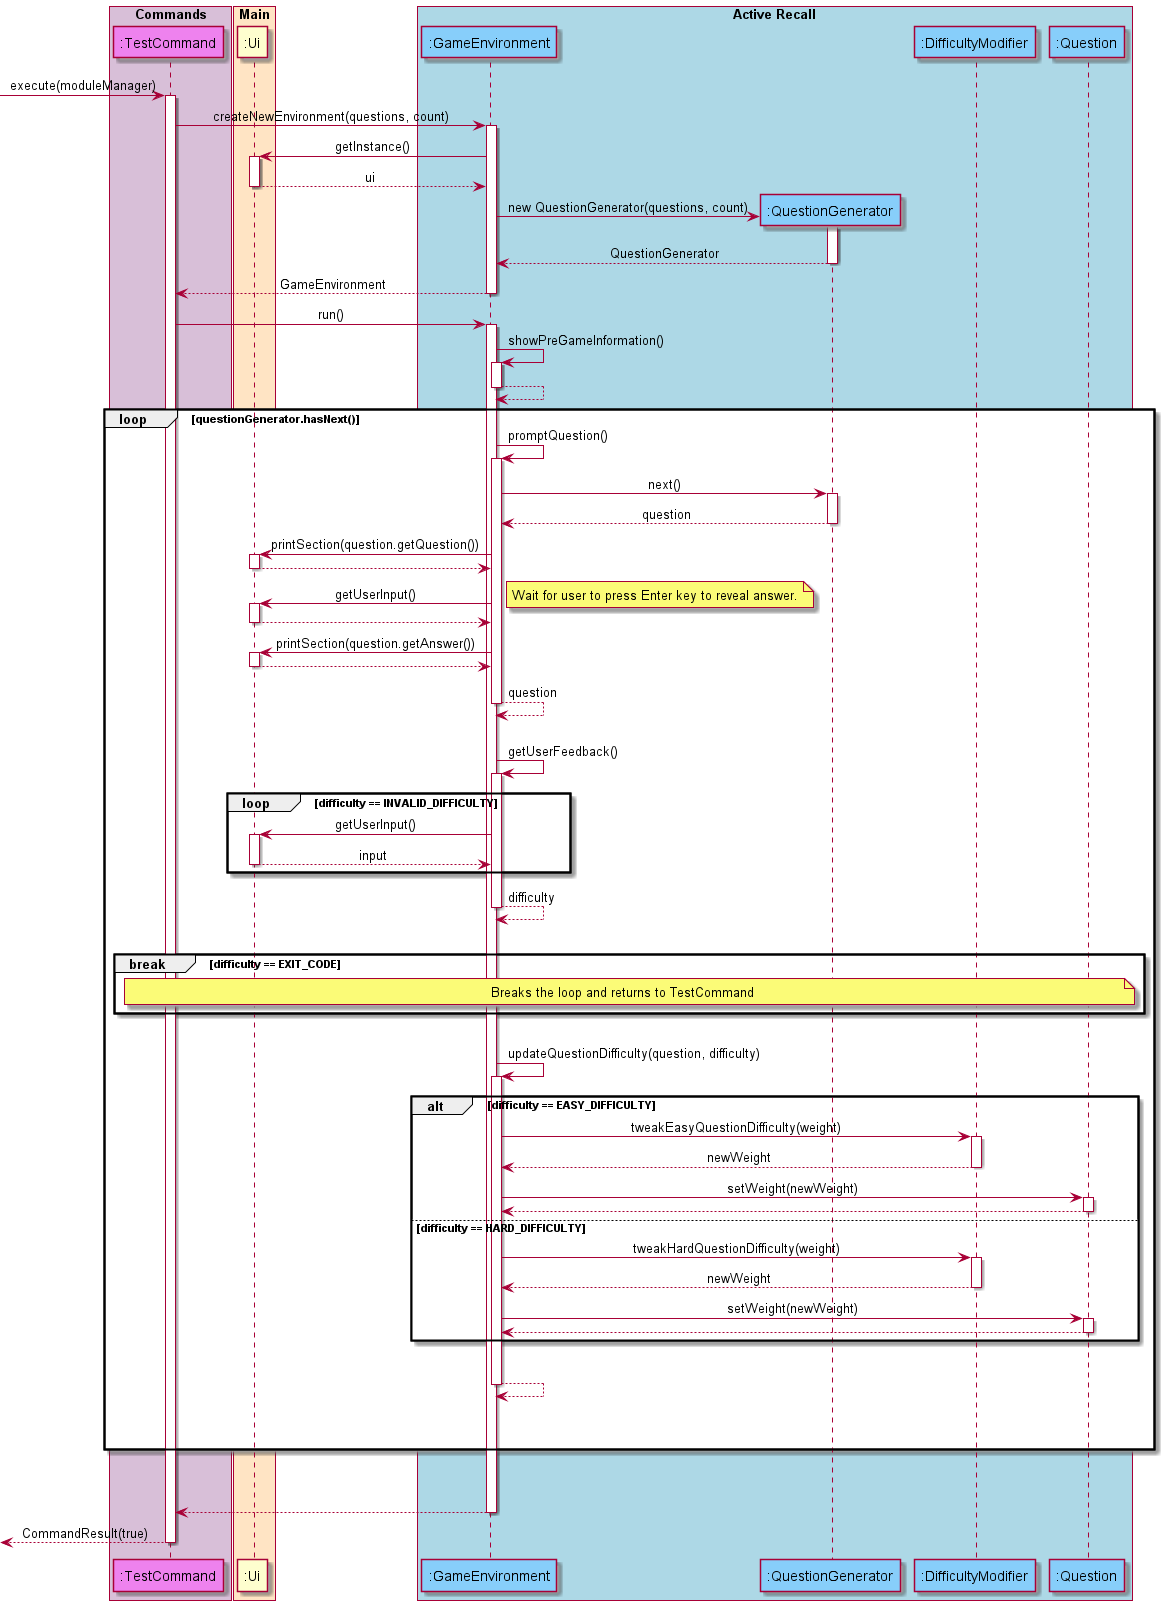 Commands
Main
Active Recall
:TestCommand
:Ui
:GameEnvironment
:DifficultyModifier
:Question
execute(moduleManager)
createNewEnvironment(questions, count)
getInstance()
ui
new QuestionGenerator(questions, count)
:QuestionGenerator
QuestionGenerator
GameEnvironment
run()
showPreGameInformation()
loop
[questionGenerator.hasNext()]
promptQuestion()
next()
question
printSection(question.getQuestion())
Wait for user to press Enter key to reveal answer.
getUserInput()
printSection(question.getAnswer())
question
getUserFeedback()
loop
[difficulty == INVALID_DIFFICULTY]
getUserInput()
input
difficulty
break
[difficulty == EXIT_CODE]
Breaks the loop and returns to TestCommand
updateQuestionDifficulty(question, difficulty)
alt
[difficulty == EASY_DIFFICULTY]
tweakEasyQuestionDifficulty(weight)
newWeight
setWeight(newWeight)
[difficulty == HARD_DIFFICULTY]
tweakHardQuestionDifficulty(weight)
newWeight
setWeight(newWeight)
CommandResult(true)
:TestCommand
:Ui
:GameEnvironment
:QuestionGenerator
:DifficultyModifier
:Question